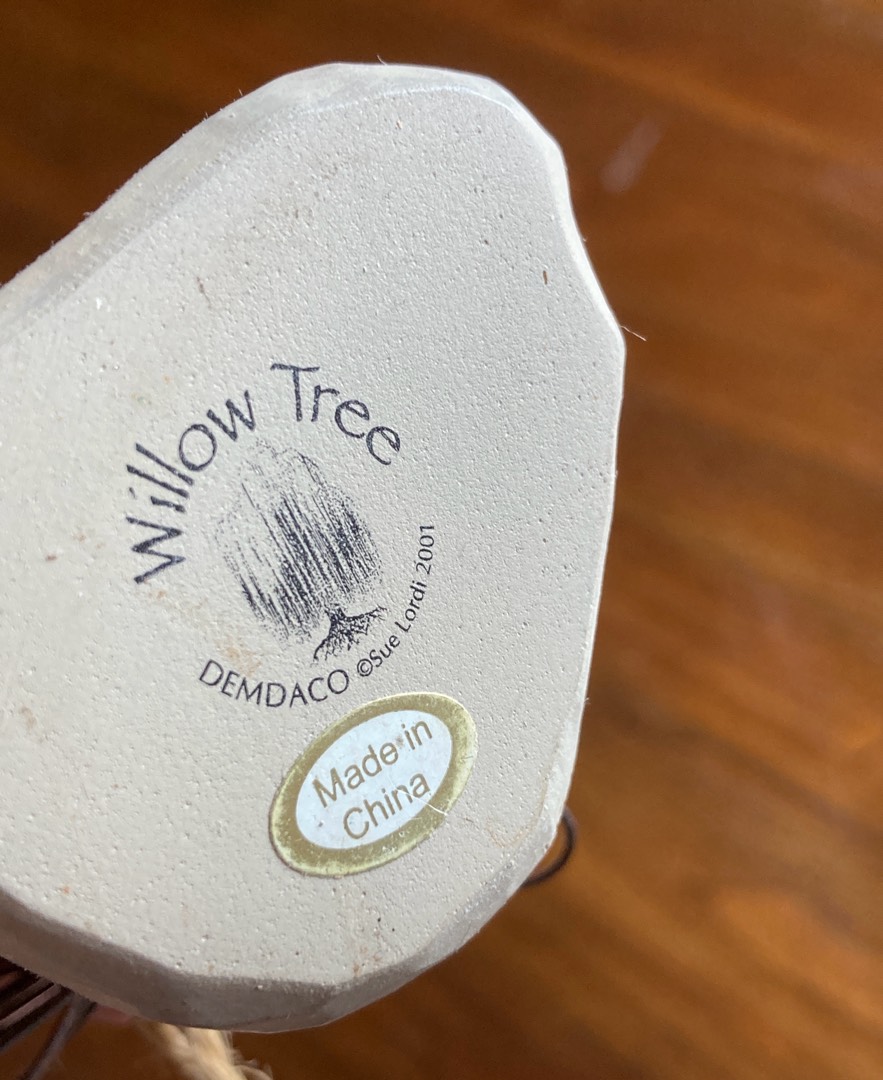 Willow Tree
DEMDACO ©Sue Lordi 2001
Made in
China